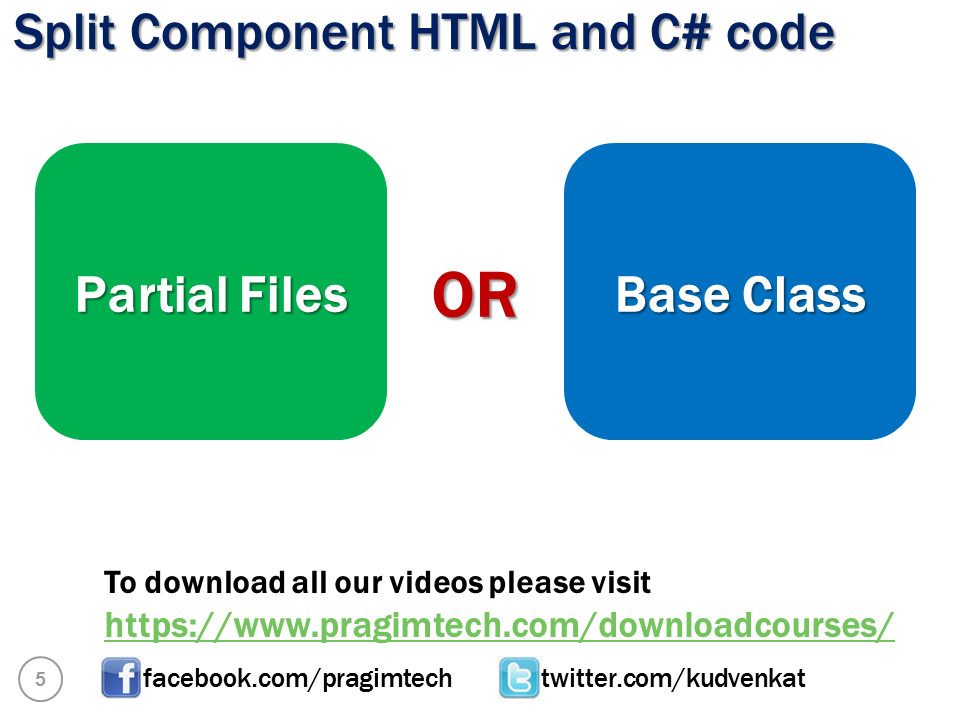 Split Component HTML and C# code
Partial Files
OR
Base Class
To download all our videos please visit
https://www.pragimtech.com/downloadcourses/
5
facebook.com/pragimtech
twitter.com/kudvenkat